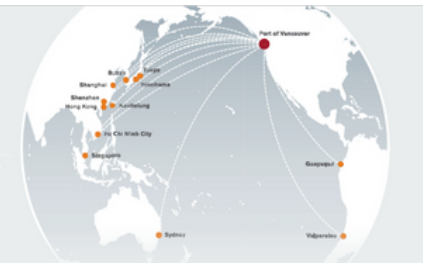 Port of Vancouver
Busan
Tokyo
Yokohama
Shanghai
Shenzhen
Hong Kong
Kaohsiung
Ho Chi Minh City
Singapore
Guayaquil
Sydney
Valparaiso